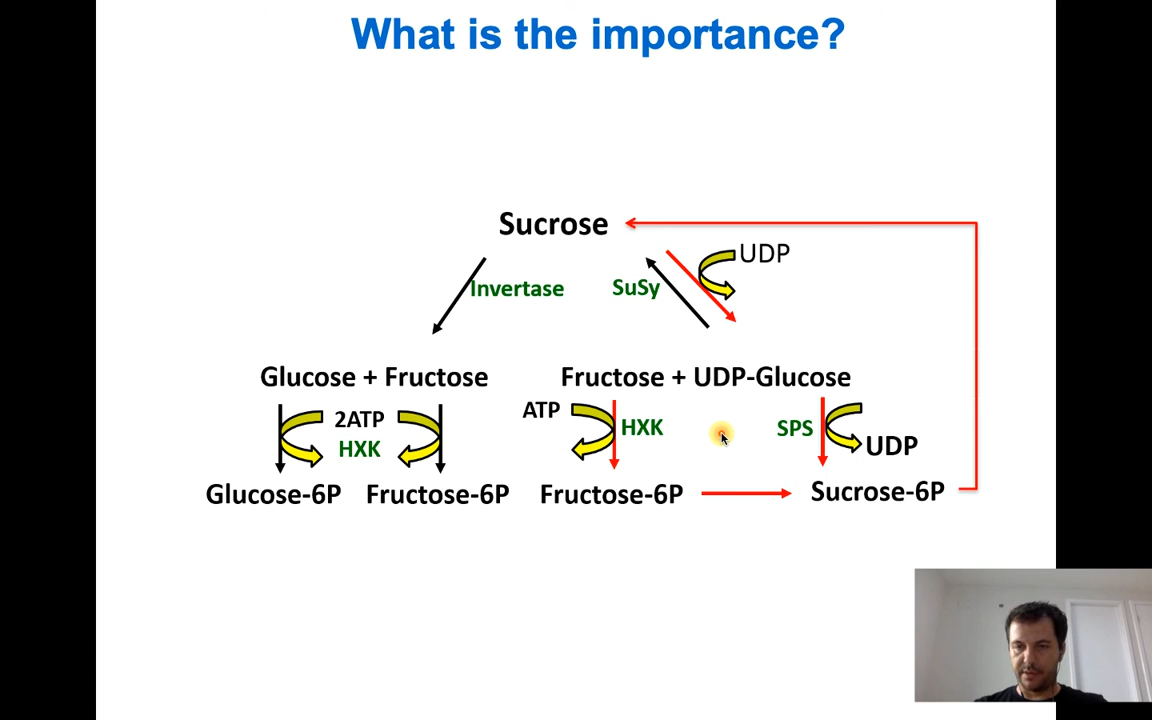 What is the importance?
Sucrose
UDP
Invertase
SuSy
Glucose + Fructose
Fructose + UDP-Glucose
2ATP
HXK
ATP
HXK
SPS
UDP
Glucose-6P
Fructose-6P
Fructose-6P
Sucrose-6P